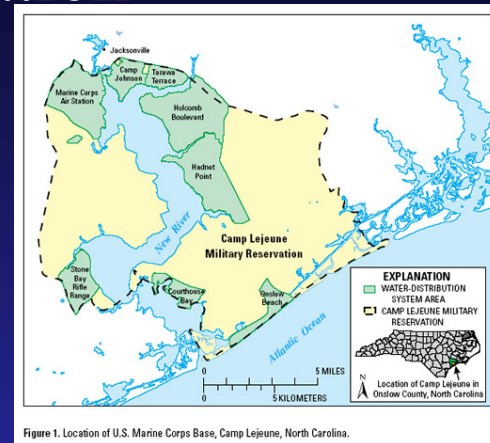 Jacksonville
Camp
Johnson
Tarawa
Terrace
Marine Corps
Air Station
Holcomb
Boulevard
Hadnot
Point
New River
Camp Lejeune
Military Reservation
Stone
Bay
Rifle
Range
Courthouse
Bay
Onslow
Beach
Atlantic Ocean
EXPLANATION
WATER-DISTRIBUTION
SYSTEM AREA
CAMP LEJEUNE MILITARY
RESERVATION
N
Location of Camp Lejeune in
Onslow County, North Carolina
0 5 MILES
0 5 KILOMETERS
Figure 1. Location of U.S. Marine Corps Base, Camp Lejeune, North Carolina.